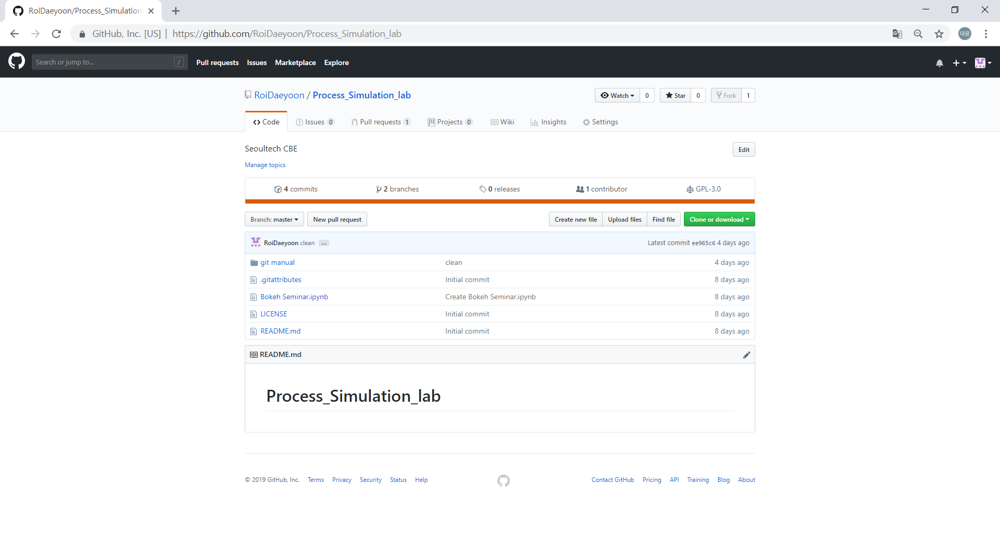 RoiDaeyoon/Process_Simulation
GitHub, Inc. [US] | https://github.com/RoiDaeyoon/Process_Simulation_lab 대윤
Search or jump to... / Pull requests Issues Marketplace Explore
RoiDaeyoon / Process_Simulation_lab Watch 0 Star 0 Fork 1
Code Issues 0 Pull requests 1 Projects 0 Wiki Insights Settings
Seoultech CBE Edit
Manage topics
4 commits 2 branches 0 releases 1 contributor GPL-3.0
Branch: master New pull request Create new file Upload files Find file Clone or download
RoiDaeyoon clean ... Latest commit ee965c6 4 days ago
git manual clean 4 days ago
.gitattributes Initial commit 8 days ago
Bokeh Seminar.ipynb Create Bokeh Seminar.ipynb 8 days ago
LICENSE Initial commit 8 days ago
README.md Initial commit 8 days ago
README.md
Process_Simulation_lab
© 2019 GitHub, Inc. Terms Privacy Security Status Help Contact GitHub Pricing API Training Blog About